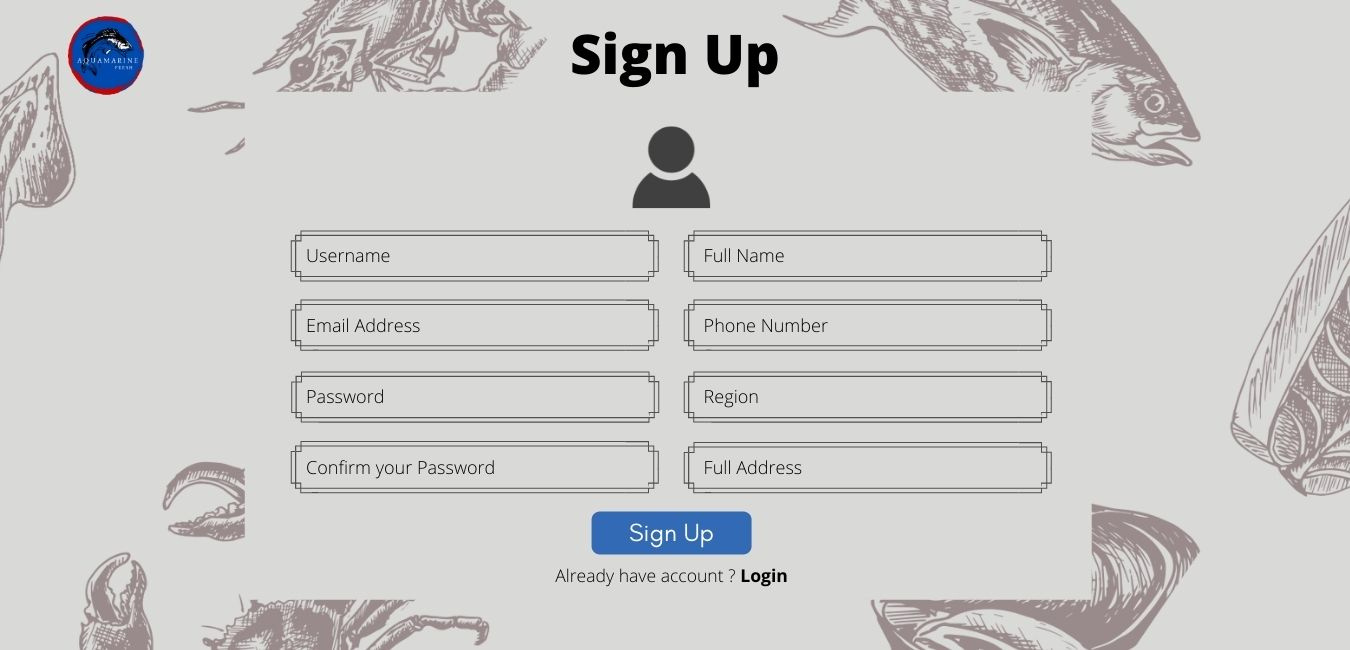 AQUAMARINE
FRESH
Sign Up
Username
Full Name
Email Address
Phone Number
Password
Region
Confirm your Password
Full Address
Sign Up
Already have account ? Login